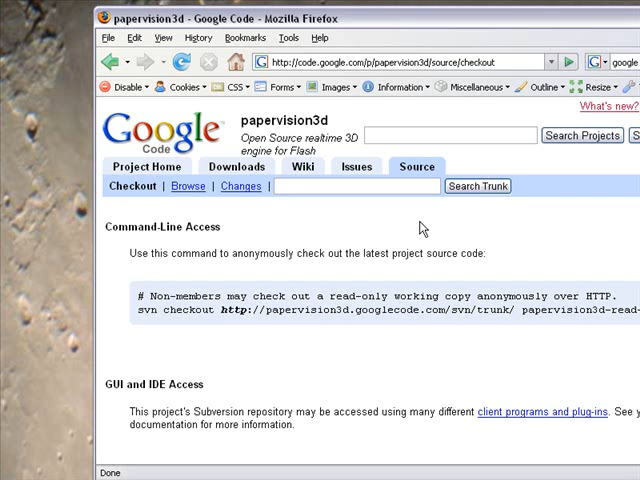 papervision3d - Google Code - Mozilla Firefox
File Edit View History Bookmarks Tools Help
http://code.google.com/p/papervision3d/source/checkout google
Disable Cookies CSS Forms Images Information Miscellaneous Outline Resize
What's new?
Google Code
papervision3d
Open Source realtime 3D
engine for Flash
Search Projects S
Project Home Downloads Wiki Issues Source
Checkout | Browse | Changes | Search Trunk
Command-Line Access
Use this command to anonymously check out the latest project source code:
# Non-members may check out a read-only working copy anonymously over HTTP.
svn checkout http://papervision3d.googlecode.com/svn/trunk/ papervision3d-read-
GUI and IDE Access
This project's Subversion repository may be accessed using many different client programs and plug-ins. See y
documentation for more information.
Done